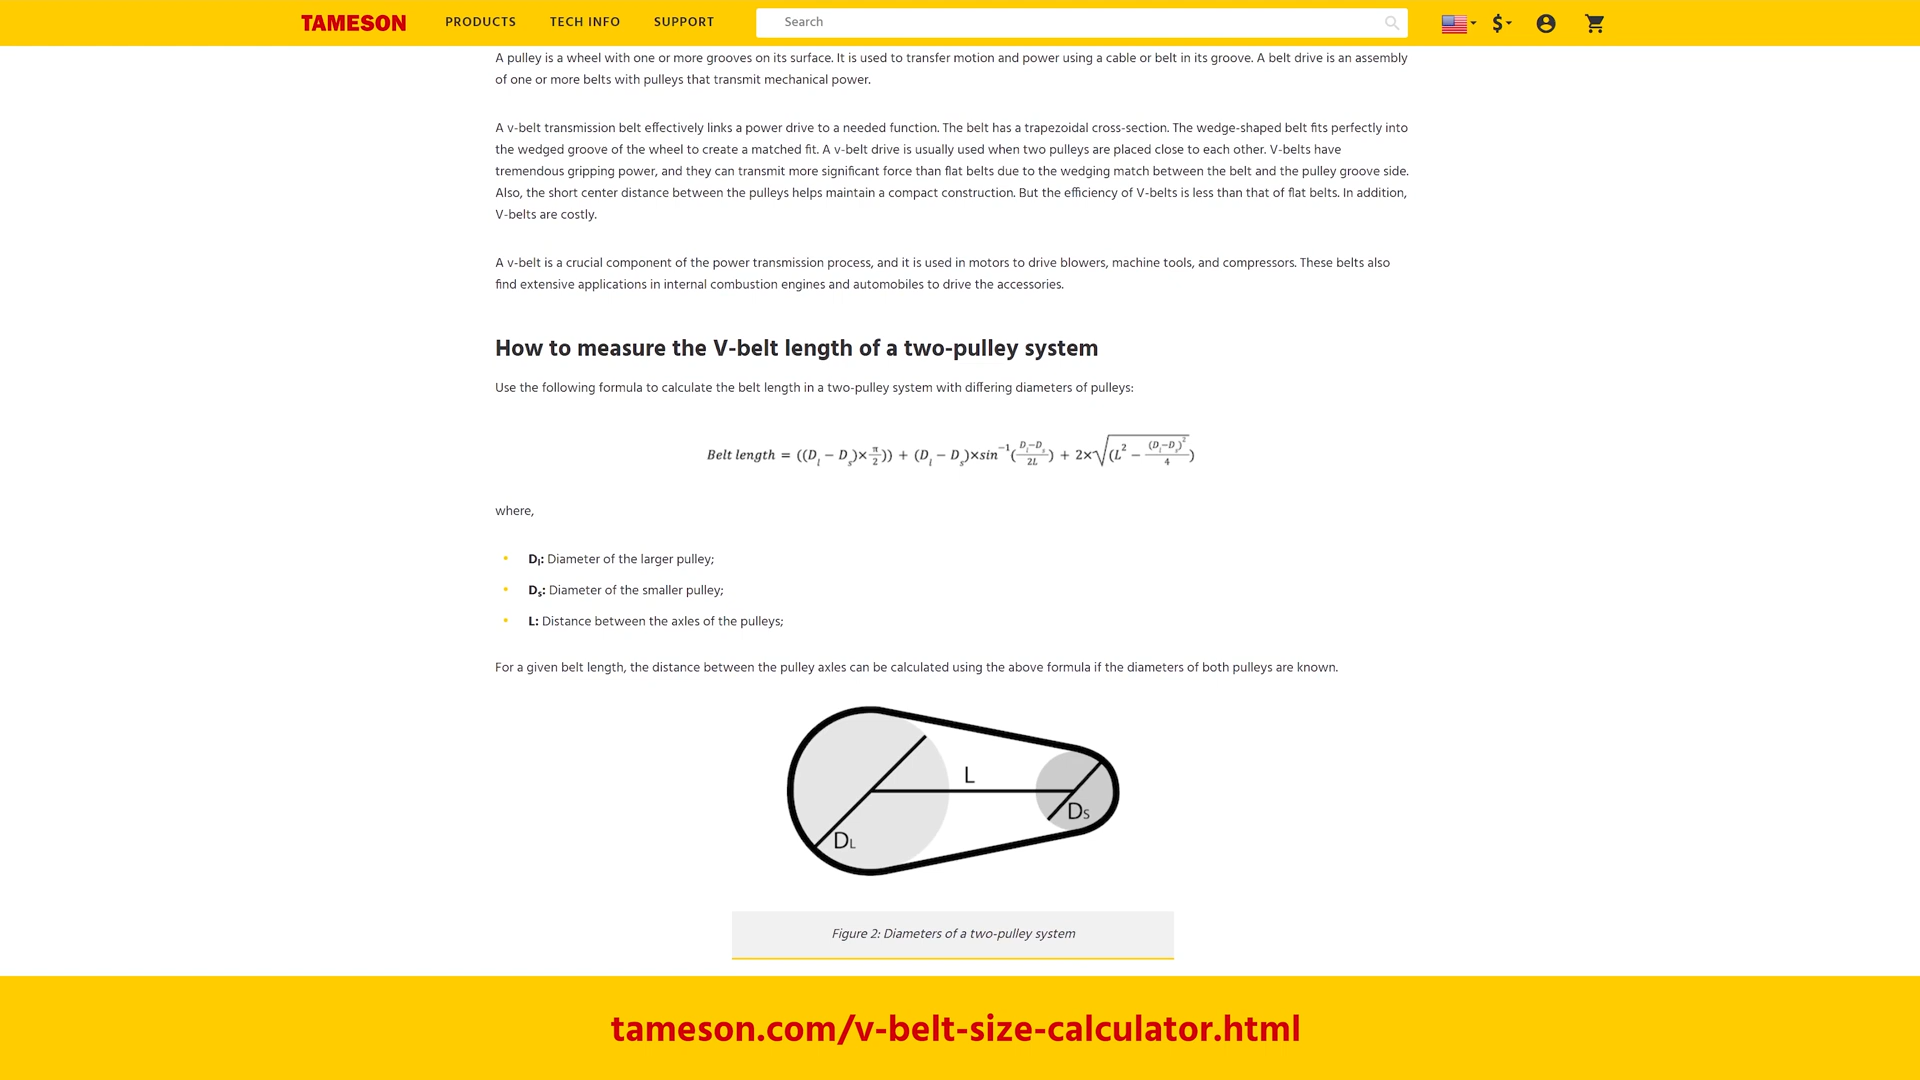 TAMESON PRODUCTS TECH INFO SUPPORT Search $
A pulley is a wheel with one or more grooves on its surface. It is used to transfer motion and power using a cable or belt in its groove. A belt drive is an assembly
of one or more belts with pulleys that transmit mechanical power.
A v-belt transmission belt effectively links a power drive to a needed function. The belt has a trapezoidal cross-section. The wedge-shaped belt fits perfectly into
the wedged groove of the wheel to create a matched fit. A v-belt drive is usually used when two pulleys are placed close to each other. V-belts have
tremendous gripping power, and they can transmit more significant force than flat belts due to the wedging match between the belt and the pulley groove side.
Also, the short center distance between the pulleys helps maintain a compact construction. But the efficiency of V-belts is less than that of flat belts. In addition,
V-belts are costly.
A v-belt is a crucial component of the power transmission process, and it is used in motors to drive blowers, machine tools, and compressors. These belts also
find extensive applications in internal combustion engines and automobiles to drive the accessories.
How to measure the V-belt length of a two-pulley system
Use the following formula to calculate the belt length in a two-pulley system with differing diameters of pulleys:
Belt length = ((D_l − D_s)×π/2)) + (D_l − D_s)×sin^−1((D_l−D_s)/2L) + 2×√(L^2 − (D_l−D_s)^2/4)
where,
• Dl: Diameter of the larger pulley;
• Ds: Diameter of the smaller pulley;
• L: Distance between the axles of the pulleys;
For a given belt length, the distance between the pulley axles can be calculated using the above formula if the diameters of both pulleys are known.
L
DS
DL
Figure 2: Diameters of a two-pulley system
tameson.com/v-belt-size-calculator.html